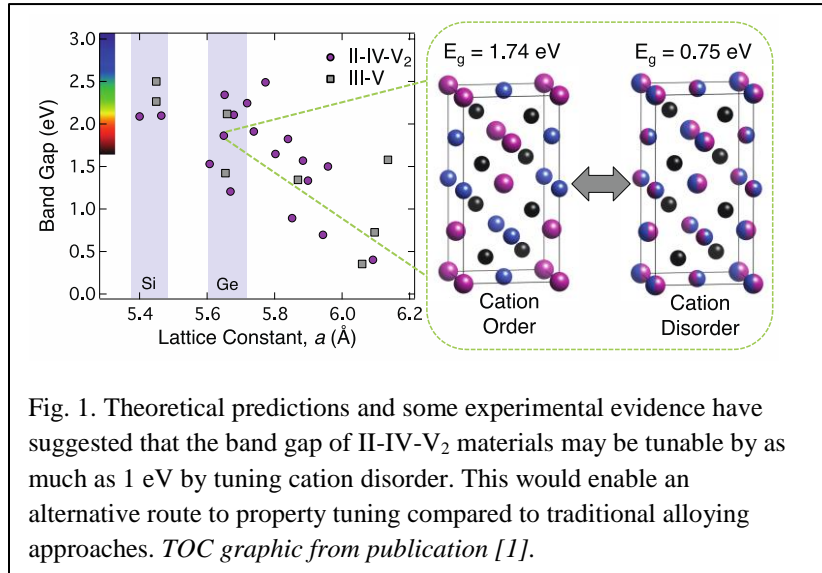 3.0
2.5
2.0
1.5
1.0
0.5
0.0
Band Gap (eV)
II-IV-V₂
III-V
Si
Ge
5.4 5.6 5.8 6.0 6.2
Lattice Constant, a (Å)
E_g = 1.74 eV
E_g = 0.75 eV
Cation
Order
Cation
Disorder
Fig. 1. Theoretical predictions and some experimental evidence have
suggested that the band gap of II-IV-V₂ materials may be tunable by as
much as 1 eV by tuning cation disorder. This would enable an
alternative route to property tuning compared to traditional alloying
approaches. TOC graphic from publication [1].